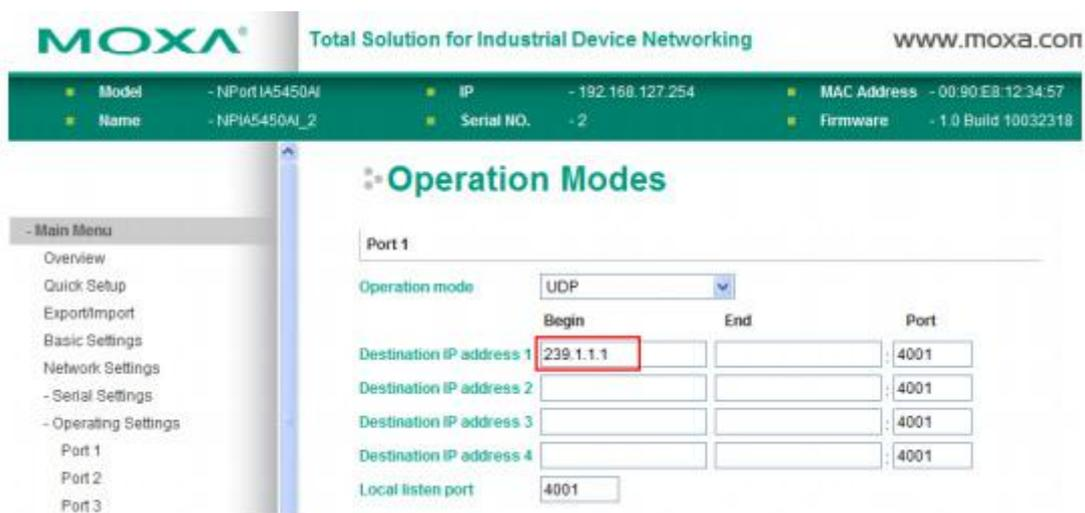 MOXA Total Solution for Industrial Device Networking www.moxa.com
Model - NPort IA5450AI IP - 192.168.127.254 MAC Address - 00:90:E8:12:34:57
Name - NPIA5450AI_2 Serial NO. - 2 Firmware - 1.0 Build 10032318
Operation Modes
- Main Menu
Overview
Quick Setup
Export/Import
Basic Settings
Network Settings
- Serial Settings
- Operating Settings
Port 1
Port 2
Port 3
Port 1
Operation mode UDP
Begin End Port
Destination IP address 1 239.1.1.1 : 4001
Destination IP address 2 : 4001
Destination IP address 3 : 4001
Destination IP address 4 : 4001
Local listen port 4001